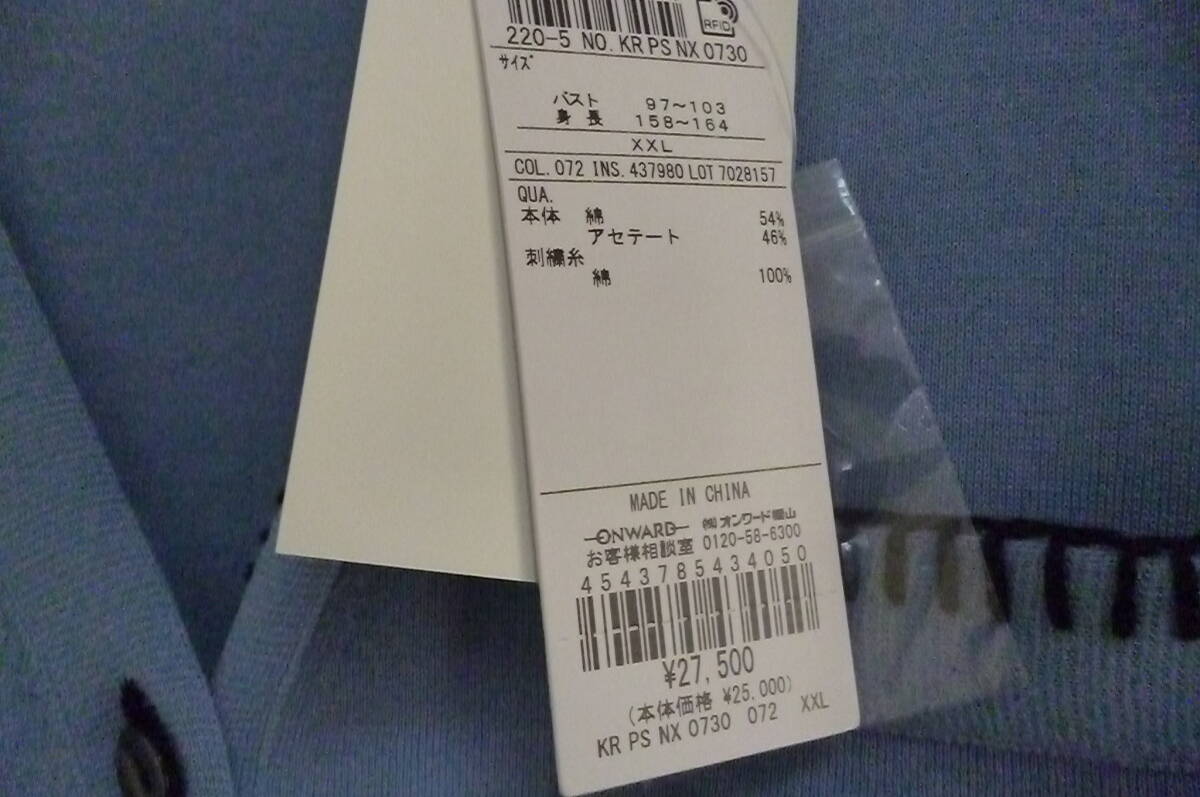 RFID
220-5 NO. KR PS NX 0730
サイズ
バスト 97~103
身長 158~164
XXL
COL. 072 INS. 437980 LOT 7028157
QUA.
本体 綿 54%
アセテート 46%
刺繍糸
綿 100%
MADE IN CHINA
ONWARD ㈱オンワード樫山
お客様相談室 0120-58-6300
4543785434050
¥27,500
(本体価格 ¥25,000)
KR PS NX 0730 072 XXL